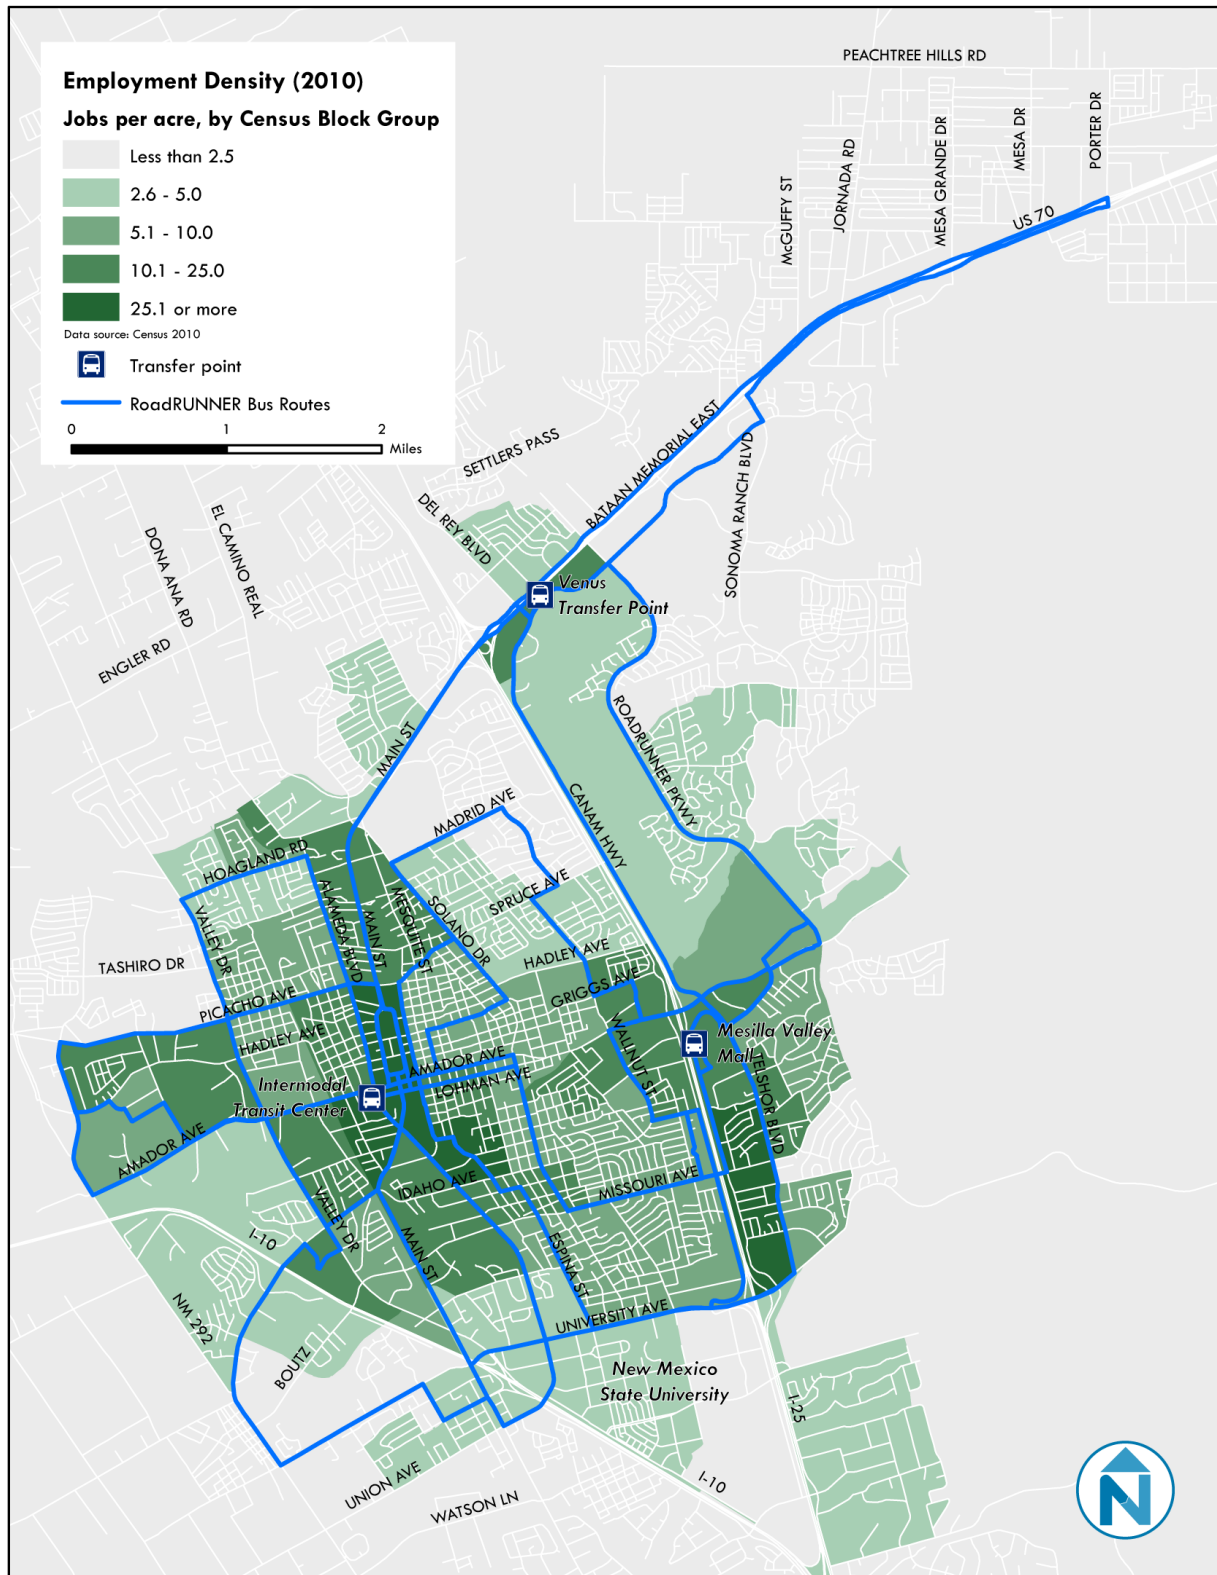 Employment Density (2010)
Jobs per acre, by Census Block Group
Less than 2.5
2.6 - 5.0
5.1 - 10.0
10.1 - 25.0
25.1 or more
Data source: Census 2010
Transfer point
RoadRUNNER Bus Routes
0 1 2
Miles
PEACHTREE HILLS RD
PORTER DR
MESA DR
MESA GRANDE DR
JORNADA RD
McGUFFY ST
US 70
BATAAN MEMORIAL EAST
SETTLERS PASS
SONOMA RANCH BLVD
DEL REY BLVD
EL CAMINO REAL
DONA ANA RD
ENGLER RD
Venus
Transfer Point
ROADRUNNER PKWY
MAIN ST
CANAM HWY
MADRID AVE
HOAGLAND RD
SPRUCE AVE
ALAMEDA BLVD
MAIN ST
MESQUITE ST
SOLANO DR
VALLEY DR
HADLEY AVE
TASHIRO DR
GRIGGS AVE
PICACHO AVE
HADLEY AVE
WALNUT ST
Mesilla Valley
Mall
TELSHOR BLVD
AMADOR AVE
LOHMAN AVE
Intermodal
Transit Center
AMADOR AVE
IDAHO AVE
MISSOURI AVE
VALLEY DR
I-10
MAIN ST
ESPINA ST
NM 292
UNIVERSITY AVE
BOUTZ
New Mexico
State University
I-25
UNION AVE
I-10
WATSON LN
N